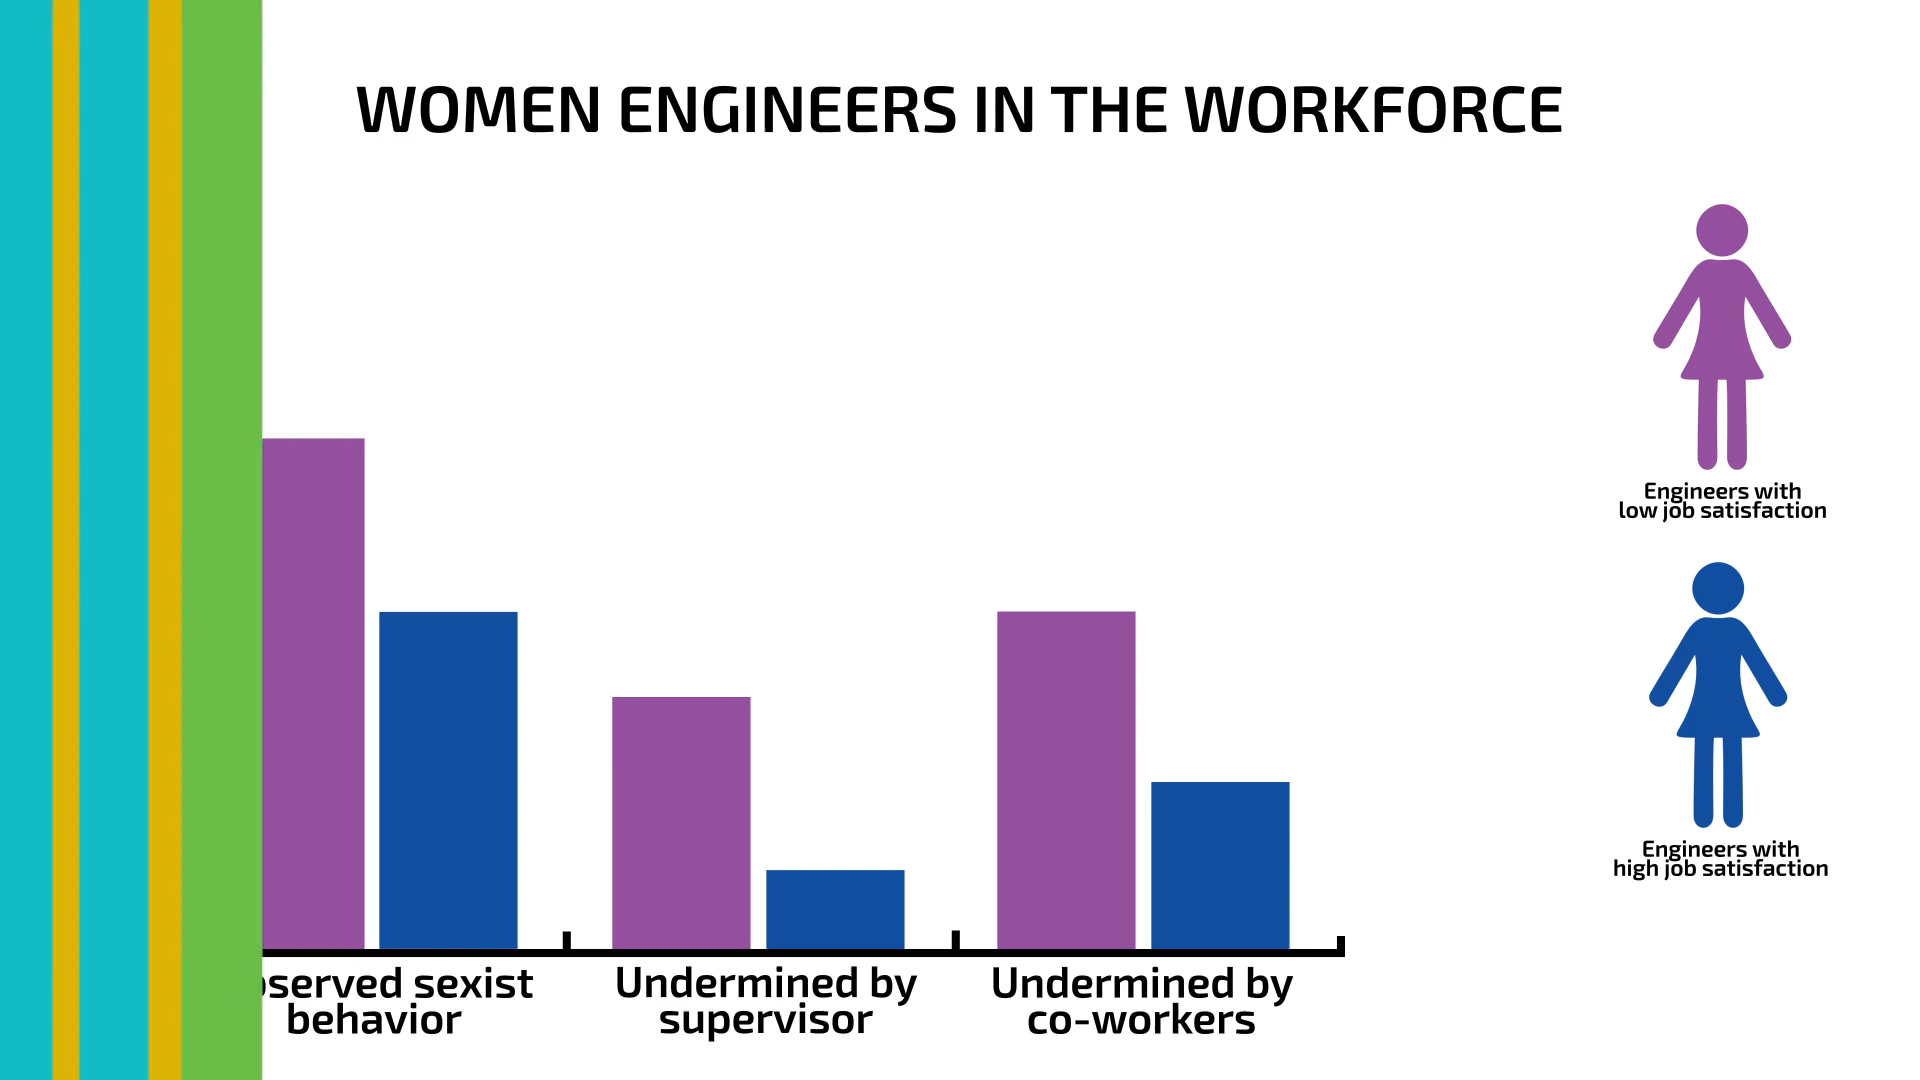 WOMEN ENGINEERS IN THE WORKFORCE
Engineers with
low job satisfaction
Engineers with
high job satisfaction
sexist
behavior
Undermined by
supervisor
Undermined by
co-workers